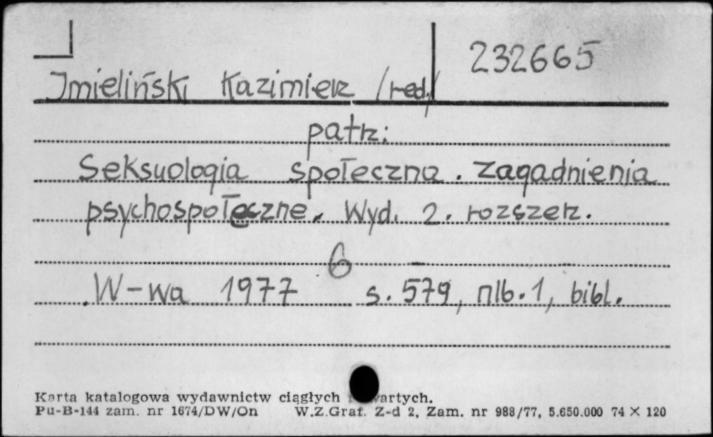 232665
Imieliński Kazimierz /red./
patrz:
Seksuologia społeczna. Zagadnienia
psychospołeczne. Wyd. 2. rozszerz.
6
W-wa 1977 s. 579, nlb. 1, bibl.
Karta katalogowa wydawnictw ciągłych
Pu-B-144 zam. nr 1674/DW/On W.Z.Graf. Z-d 2, Zam. nr 988/77, 5.650.000 74 × 120